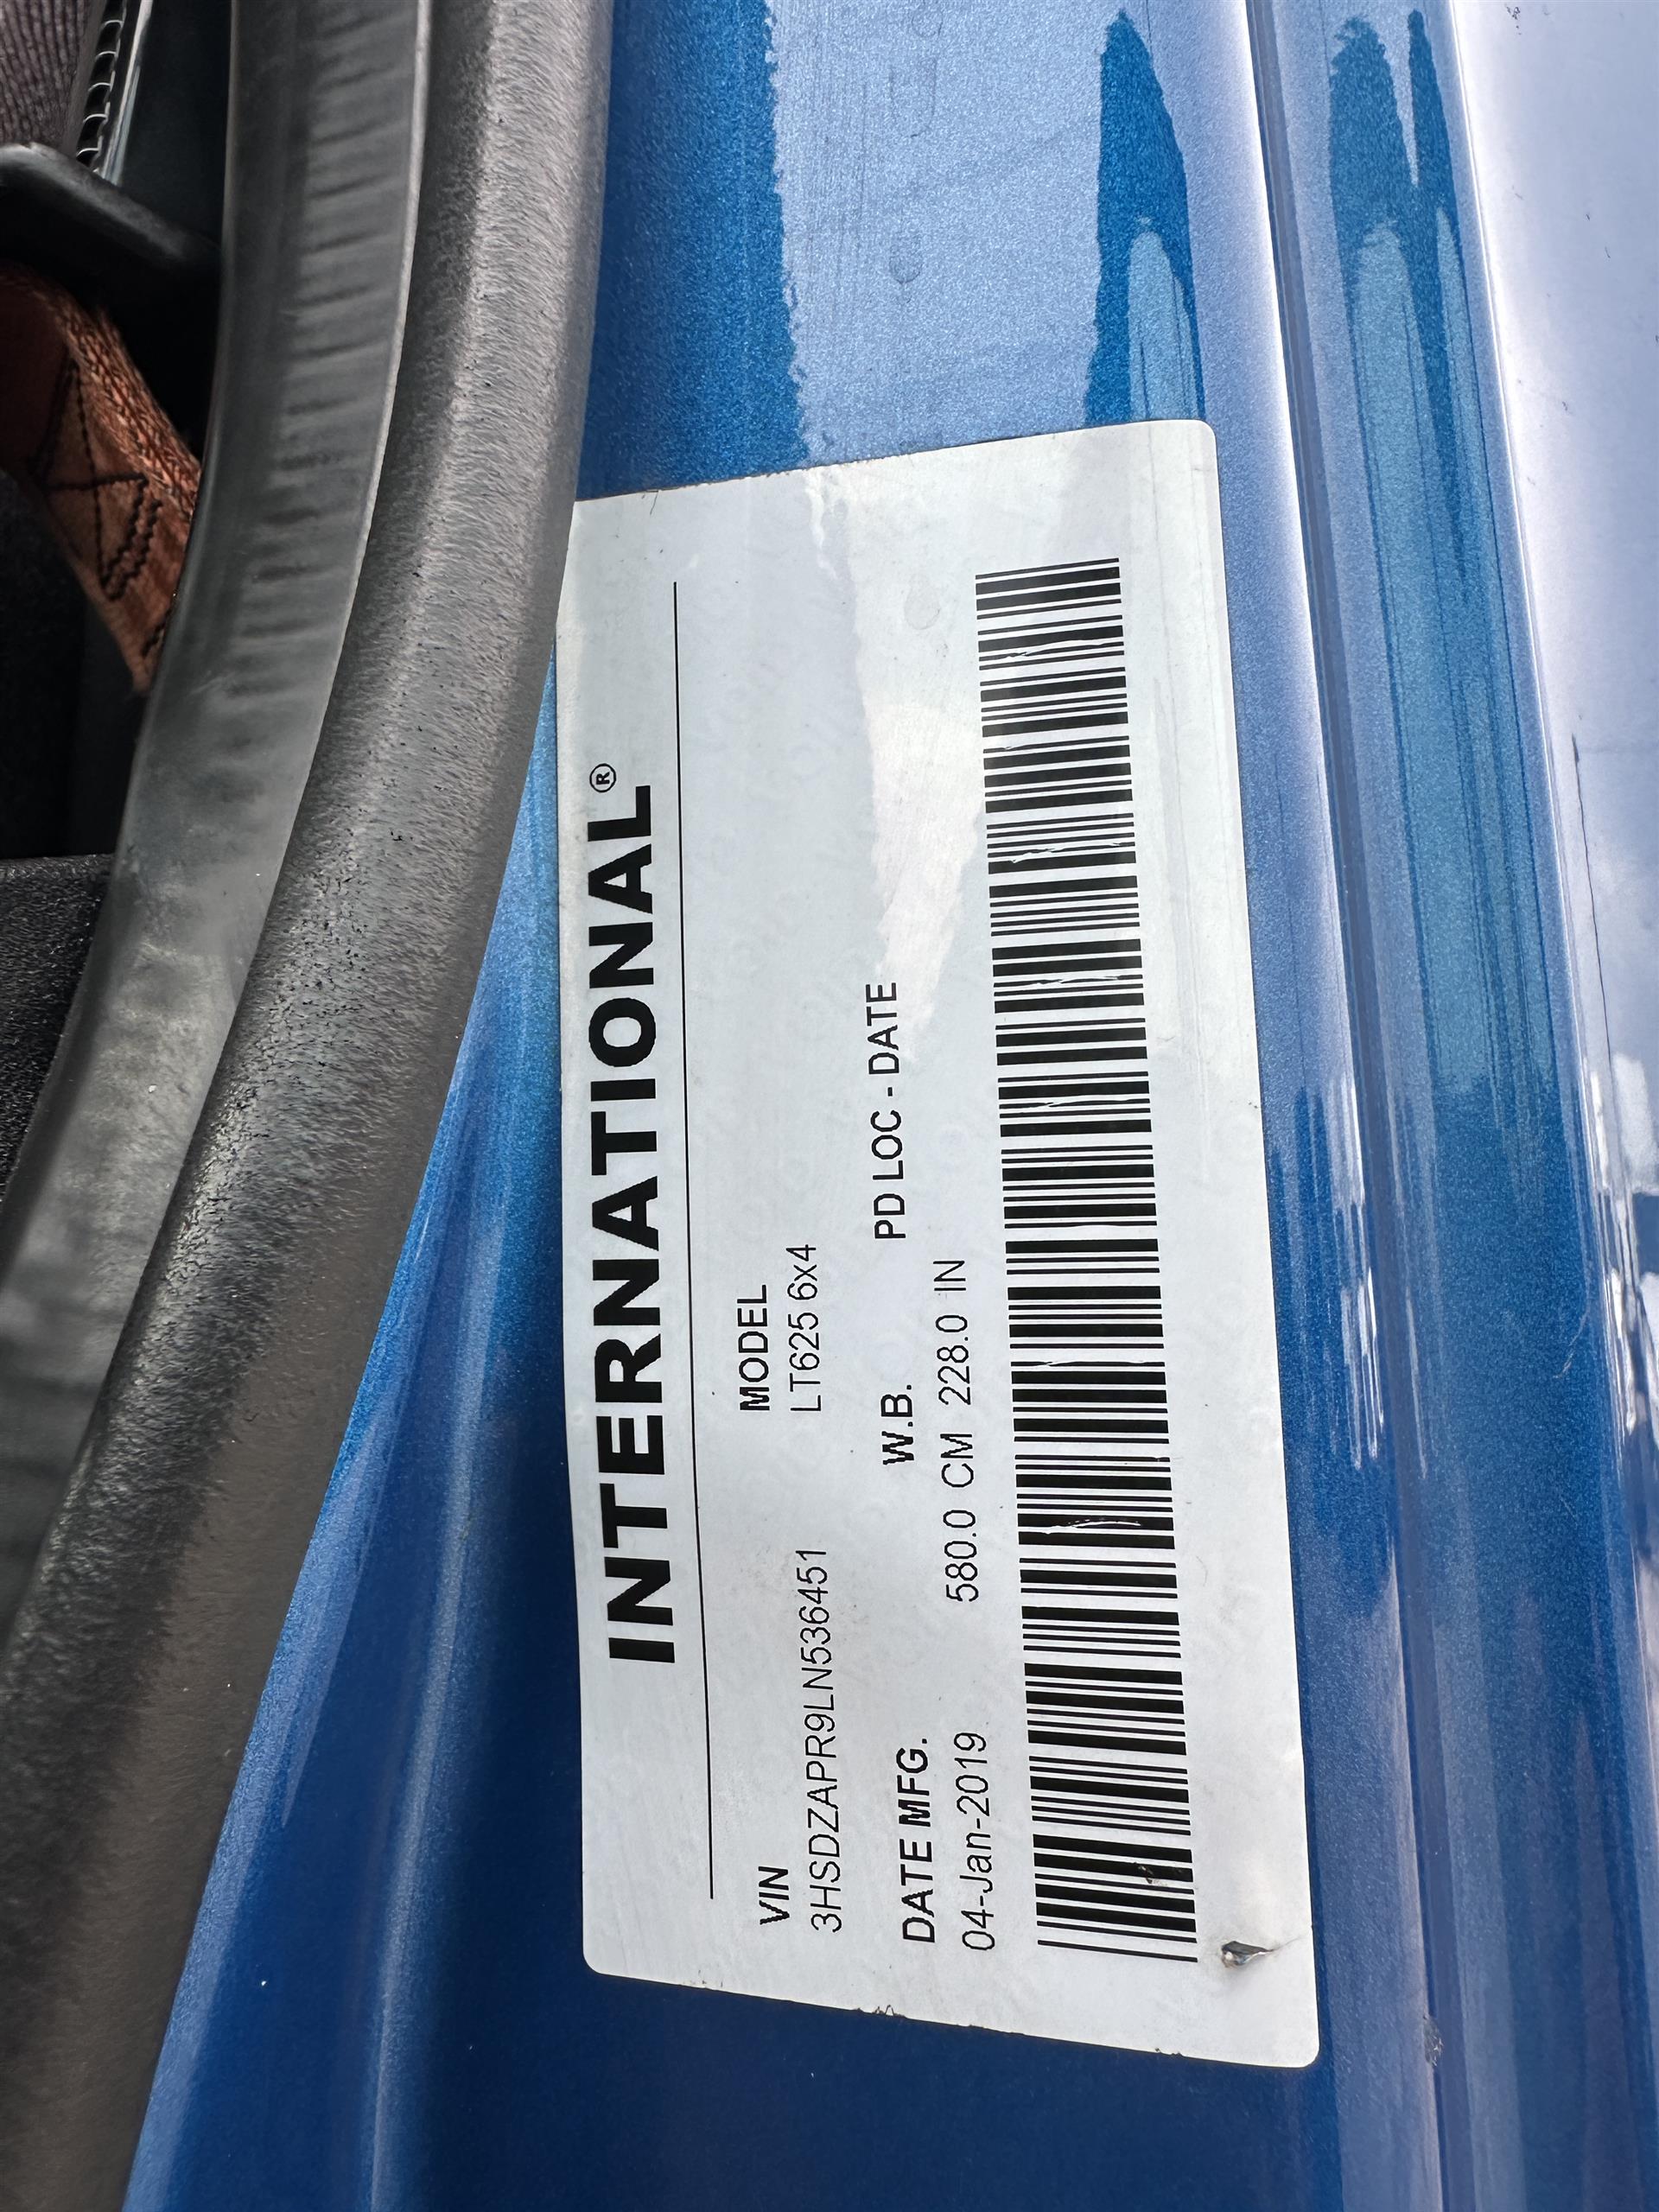 INTERNATIONAL®
VIN MODEL
3HSDZAPR9LN536451 LT625 6x4
DATE MFG. W.B. PD LOC - DATE
04-Jan-2019 580.0 CM 228.0 IN